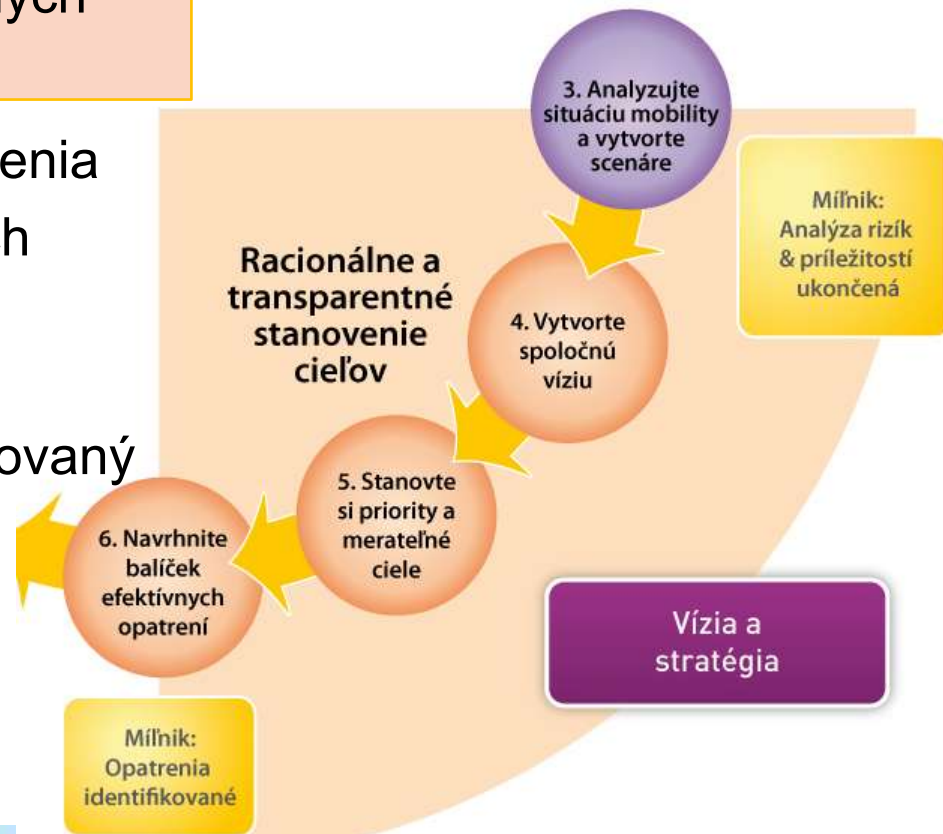 3. Analyzujte
situáciu mobility
a vytvorte
scenáre
Míľnik:
Analýza rizík
& príležitostí
ukončená
Racionálne a
transparentné
stanovenie
cieľov
4. Vytvorte
spoločnú
víziu
5. Stanovte
si priority a
merateľné
ciele
6. Navrhnite
balíček
efektívnych
opatrení
Vízia a
stratégia
Míľnik:
Opatrenia
identifikované